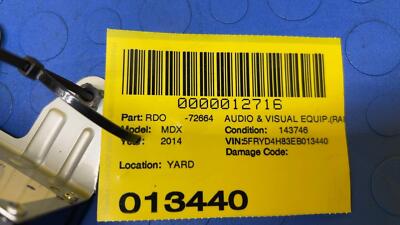 0000012716
Part: RDO -72664 AUDIO & VISUAL EQUIP.(RA
Model: MDX Condition: 143746
2014 VIN:5FRYD4H83EB013440
Damage Code:
Location: YARD
013440